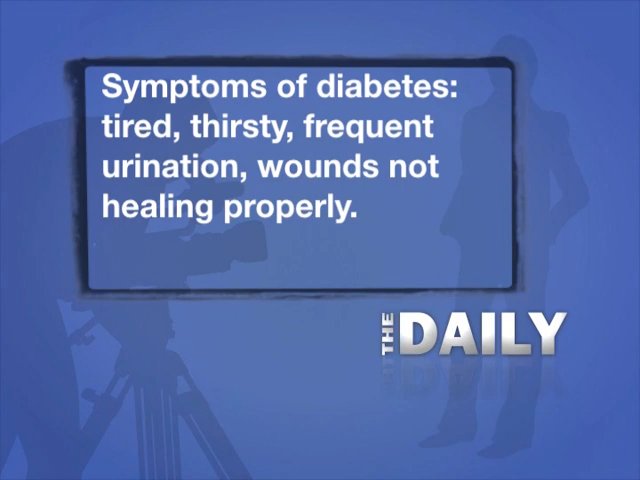 Symptoms of diabetes:
tired, thirsty, frequent
urination, wounds not
healing properly.
THE DAILY